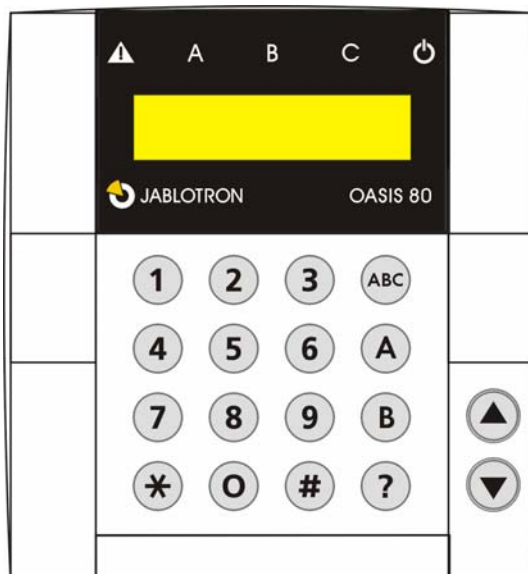 A B C
JABLOTRON OASIS 80
1 2 3 ABC
4 5 6 A
7 8 9 B
* 0 # ?